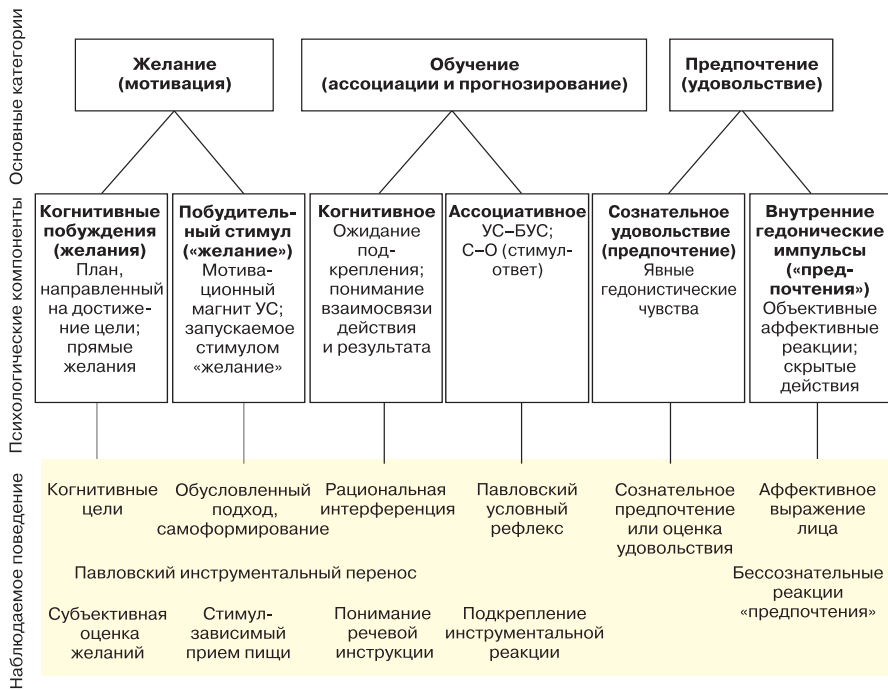 Основные категории
Желание
(мотивация)
Обучение
(ассоциации и прогнозирование)
Предпочтение
(удовольствие)
Психологические компоненты
Когнитивные
побуждения
(желания)
План,
направленный
на достиже-
ние цели;
прямые
желания
Побудитель-
ный стимул
(«желание»)
Мотива-
ционный
магнит УС;
запускаемое
стимулом
«желание»
Когнитивное
Ожидание
под-
крепления;
понимание
взаимосвязи
действия
и результата
Ассоциативное
УС–БУС;
С–О (стимул-
ответ)
Сознательное
удовольствие
(предпочтение)
Явные
гедонистические
чувства
Внутренние
гедонические
импульсы
(«пред-
почтения»)
Объективные
аффективные
реакции;
скрытые
действия
Наблюдаемое поведение
Когнитивные
цели
Обусловленный
подход,
самоформирование
Рациональная
интерференция
Павловский
условный
рефлекс
Сознательное
предпочтение
или оценка
удовольствия
Аффективное
выражение
лица
Павловский инструментальный перенос
Бессознательные
реакции
«предпочтения»
Субъективная
оценка
желаний
Стимул-
зависимый
прием пищи
Понимание
речевой
инструкции
Подкрепление
инструментальной
реакции